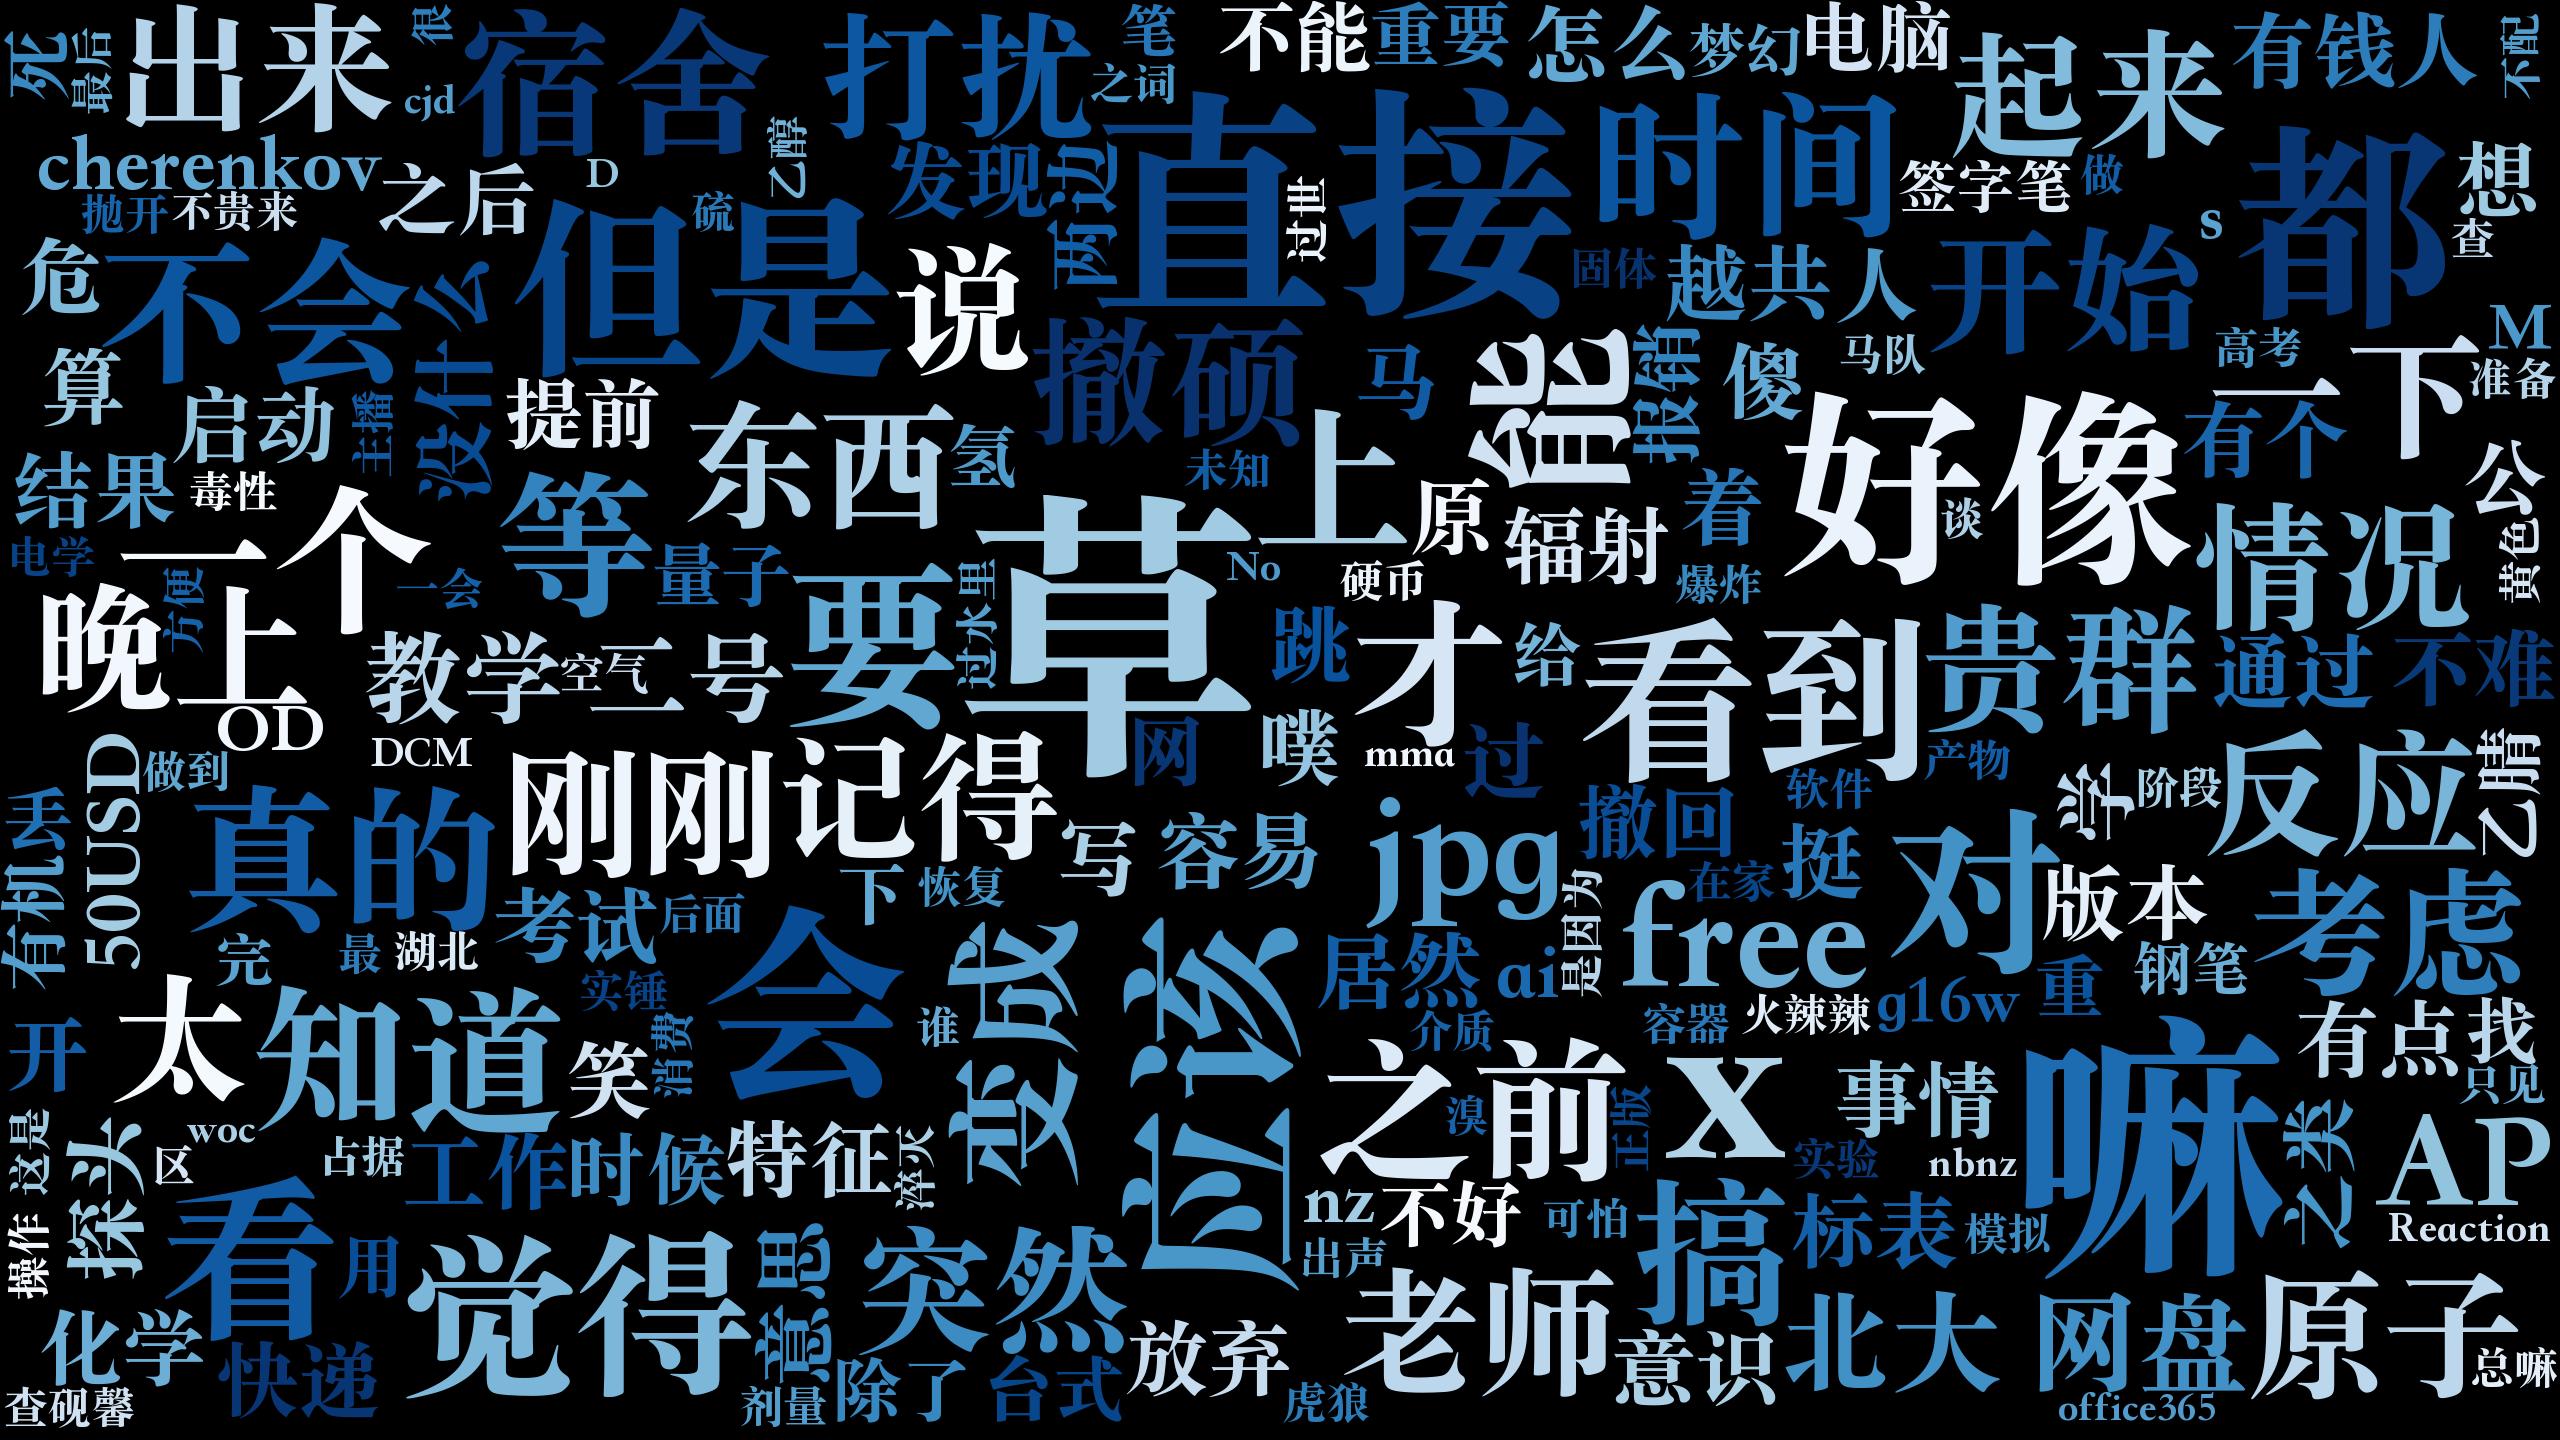 死
最后
出来
很
cjd
宿舍
打扰
笔
之词
不能
重要
怎么
梦幻
电脑
起来
有钱人
不配
cherenkov
抛开
不贵来
之后
D
乙醇
硫
发现
两边
直接
过世
时间
签字笔
做
s
都
想
查
危
不会
没什么
但是
说
固体
越共人
开始
M
算
启动
主播
提前
东西
氢
撤硕
未知
马
能
报销
傻
马队
高考
一下
准备
有个
结果
毒性
电学
一个
一会
等
量子
上
原
No
硬币
辐射
着
爆炸
好像
谈
情况
公
黄色
晚上
方便
OD
教学
空气
二号
DCM
要
过水里
草
网
跳
噗
才
mma
过
给
看到
贵群
产物
通过
不难
50USD
做到
丢
有机
真的
刚刚
记得
下
恢复
写
容易
jpg
撤回
软件
在家
挺
对
学
阶段
反应
乙腈
版本
钢笔
考虑
完
最
湖北
考试
后面
实锤
会
谁
变成
应该
居然
ai
是因为
free
介质
容器
火辣辣
g16w
重
开
太
知道
笑
消费
之前
溴
正版
X
事情
实验
nbnz
嘛
有点
找
只见
之类
AP
Reaction
这是
探头
woc
区
占据
工作
时候
特征
淬灭
nz
不好
出声
可怕
搞
标表
模拟
操作
看
用
觉得
意思
突然
老师
意识
北大
网盘
原子
总嘛
化学
快递
查砚馨
剂量
除了
台式
放弃
虎狼
office365